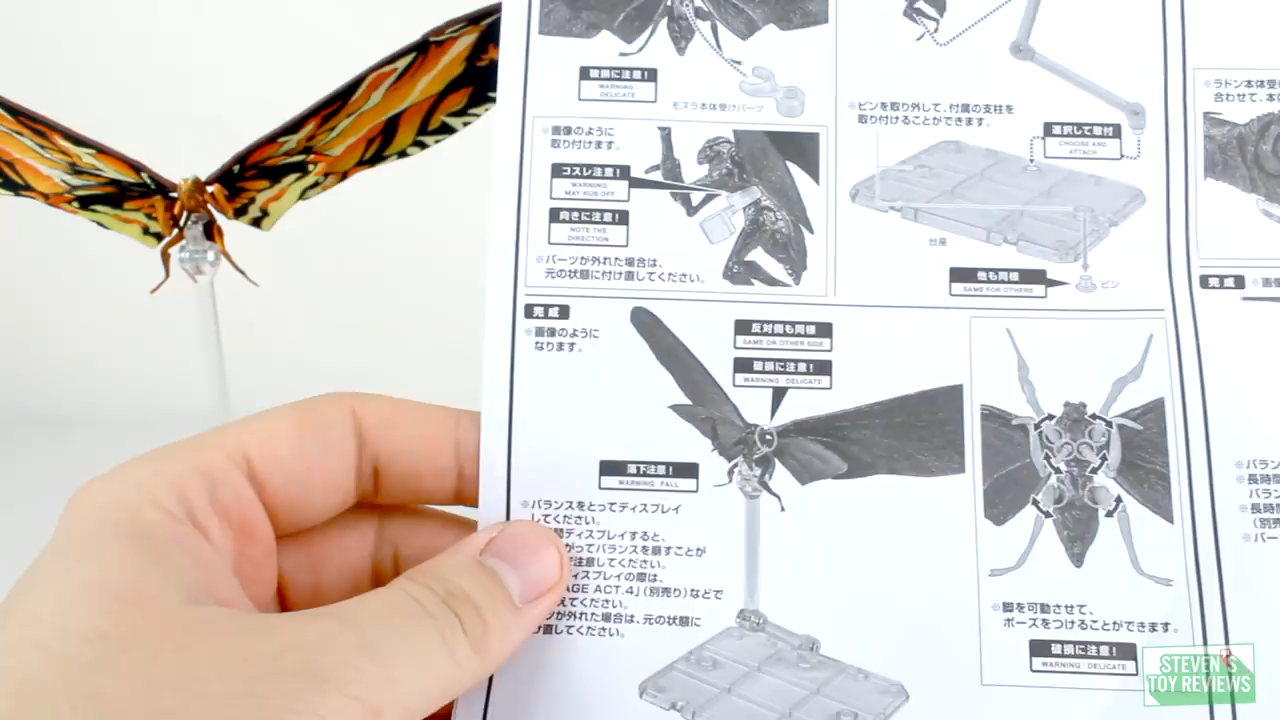 破損に注意！
WARNING:
DELICATE
モスラ本体受けパーツ
※画像のように
取り付けます。
コスレ注意！
WARNING:
MAY RUB OFF
向きに注意！
NOTE THE
DIRECTION
※パーツが外れた場合は、
元の状態に付け直してください。
※ピンを取り外して、付属の支柱を
取り付けることができます。
選択して取付
CHOOSE AND
ATTACH
台座
他も同様
SAME FOR OTHERS
ピン
完成
※画像のように
なります。
反対側も同様
SAME ON OTHER SIDE
破損に注意！
WARNING : DELICATE
落下注意！
WARNING : FALL
※バランスをとってディスプレイ
してください。
ディスプレイすると、
がってバランスを崩すことが
注意してください。
ィスプレイの際は、
AGE ACT.4」（別売り）などで
えてください。
ツが外れた場合は、元の状態に
直してください。
※脚を可動させて、
ポーズをつけることができます。
破損に注意！
WARNING : DELICATE
※ラドン本体受け
合わせて、本
完成
※画像
※バラン
※長時間
バラン
※長時間
（別売
※パー
STEVEN'S
TOY REVIEWS